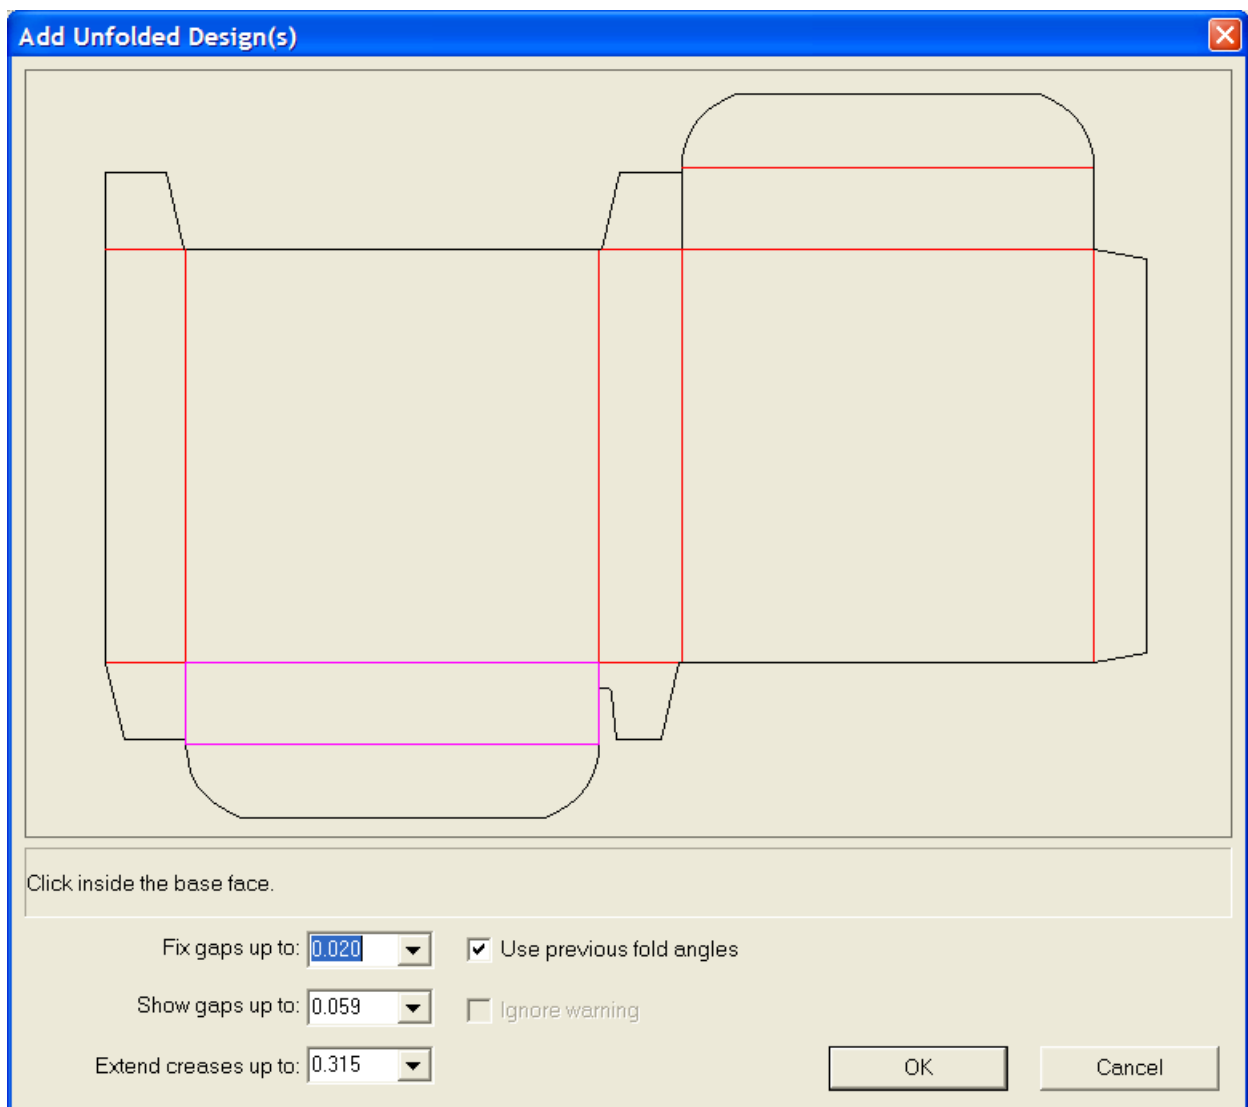 Add Unfolded Design(s)
Click inside the base face.
Fix gaps up to: 0.020
Use previous fold angles
Show gaps up to: 0.059
Ignore warning
Extend creases up to: 0.315
OK
Cancel